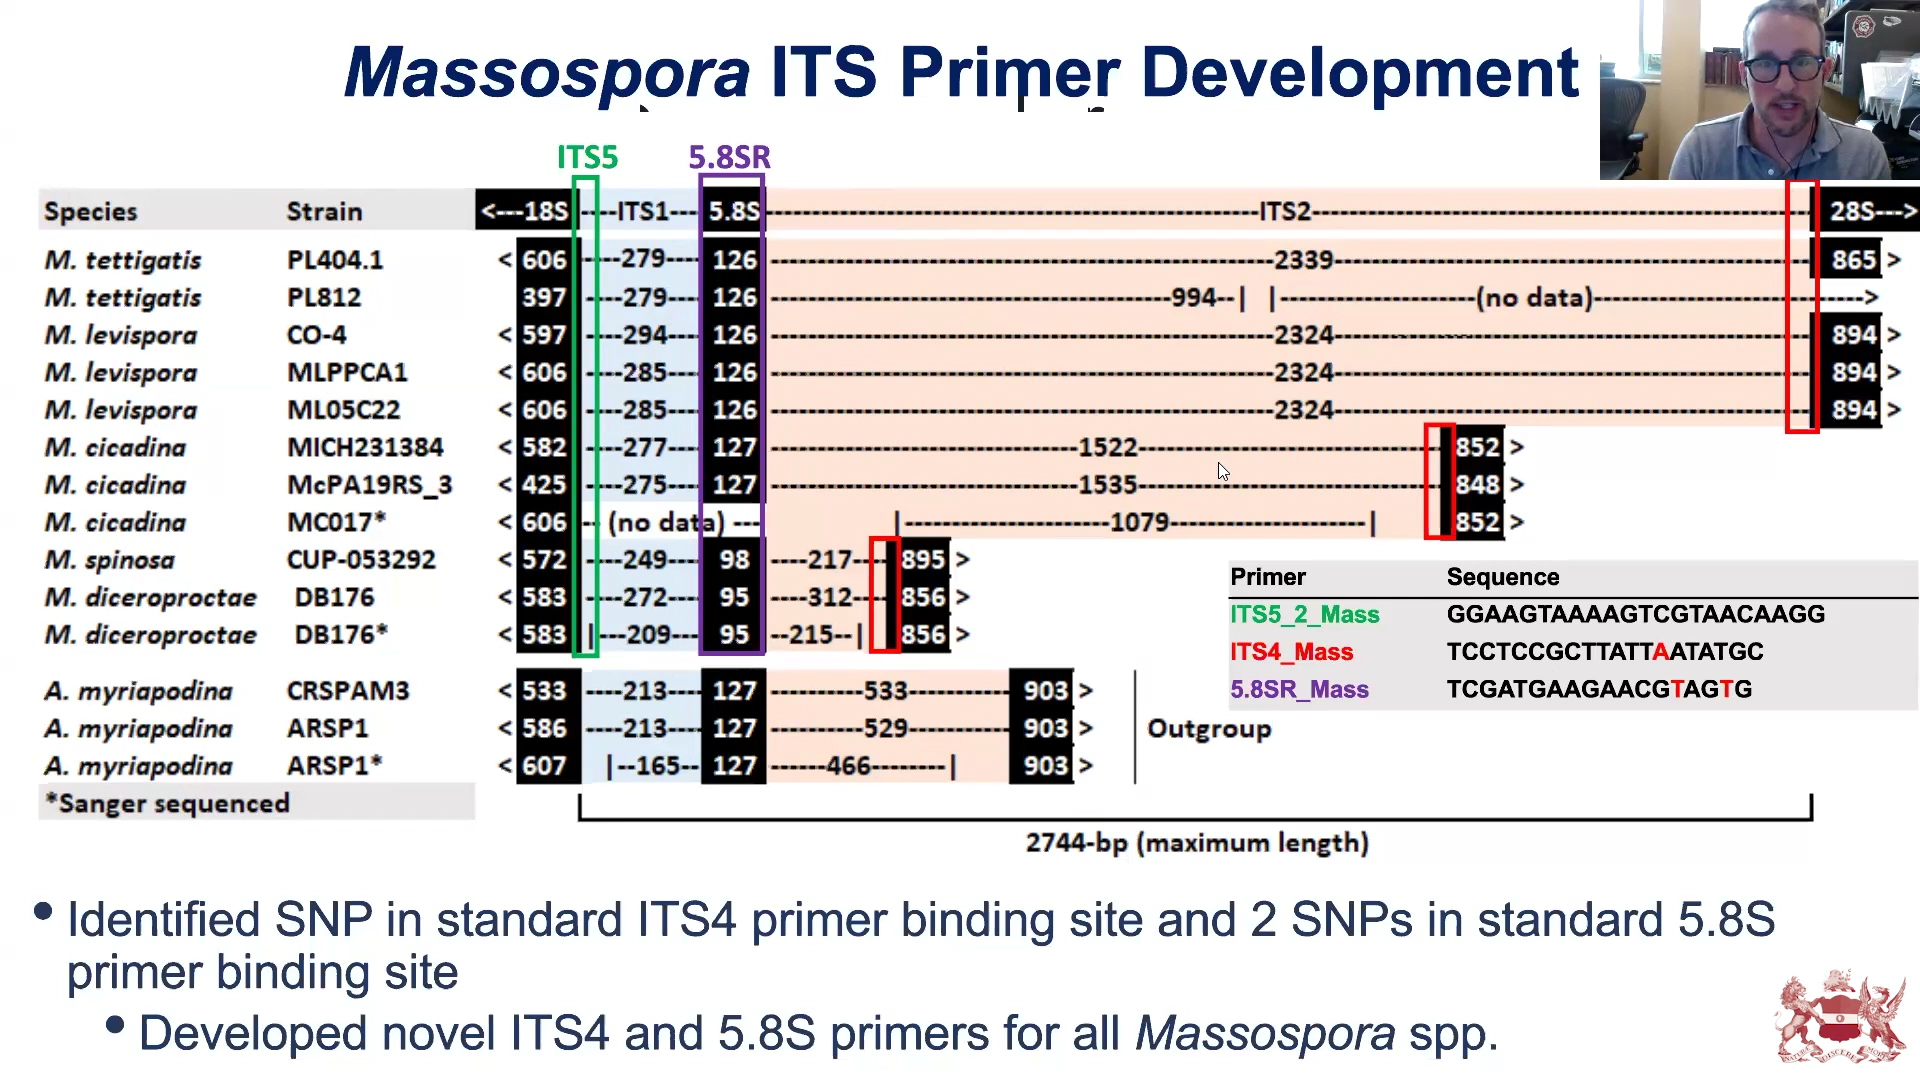 Massospora ITS Primer Development
ITS5 5.8SR
Species Strain <---18S ----ITS1---- 5.8S ----ITS2---- 28S--->
M. tettigatis PL404.1 < 606 ----279---- 126 ----2339---- 865 >
M. tettigatis PL812 397 ----279---- 126 ----994--| |----(no data)---->
M. levispora CO-4 < 597 ----294---- 126 ----2324---- 894 >
M. levispora MLPPCA1 < 606 ----285---- 126 ----2324---- 894 >
M. levispora ML05C22 < 606 ----285---- 126 ----2324---- 894 >
M. cicadina MICH231384 < 582 ----277---- 127 ----1522---- 852 >
M. cicadina McPA19RS_3 < 425 ----275---- 127 ----1535---- 848 >
M. cicadina MC017* < 606 -- (no data) --- |----1079----| 852 >
M. spinosa CUP-053292 < 572 ----249---- 98 ----217---- 895 >
M. diceroproctae DB176 < 583 ----272---- 95 ----312---- 856 >
M. diceroproctae DB176* < 583 |---209--- 95 --215--| 856 >
A. myriapodina CRSPAM3 < 533 ----213---- 127 ----533---- 903 >
A. myriapodina ARSP1 < 586 ----213---- 127 ----529---- 903 >
A. myriapodina ARSP1* < 607 |--165-- 127 ------466--------| 903 >
Outgroup
*Sanger sequenced
2744-bp (maximum length)
Primer Sequence
ITS5_2_Mass GGAAGTAAAAGTCGTAACAAGG
ITS4_Mass TCCTCCGCTTATTAATATGC
5.8SR_Mass TCGATGAAGAACGTAGTG
• Identified SNP in standard ITS4 primer binding site and 2 SNPs in standard 5.8S
primer binding site
• Developed novel ITS4 and 5.8S primers for all Massospora spp.